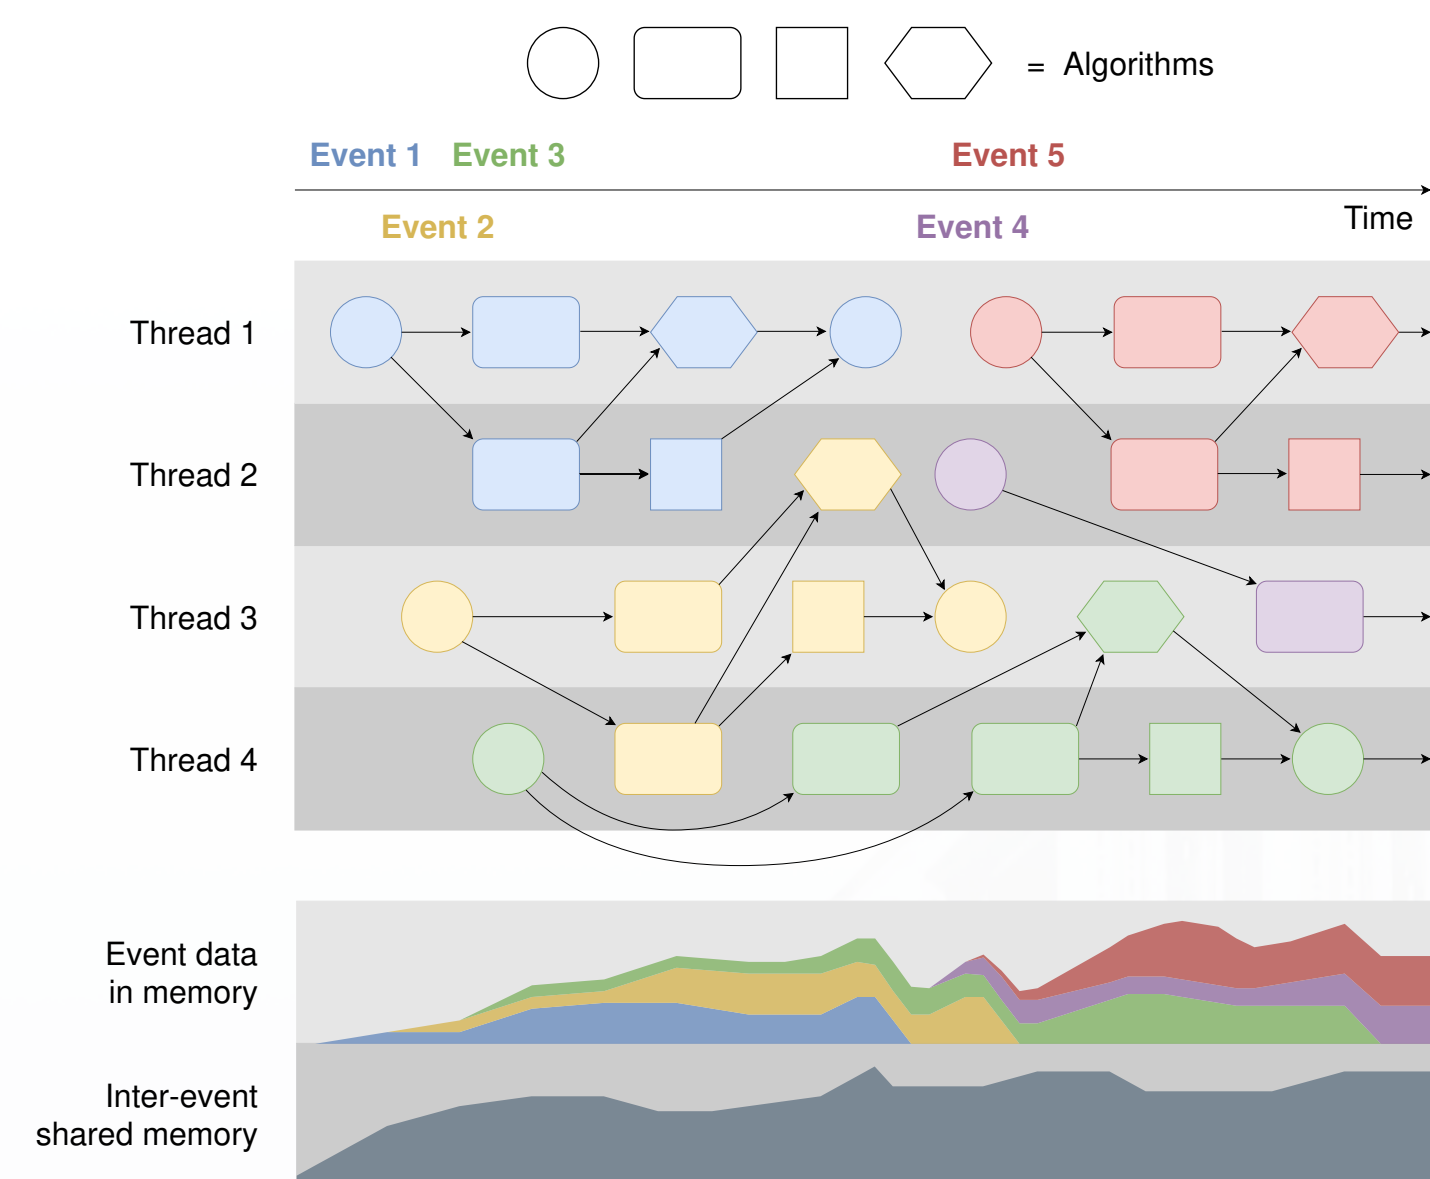 = Algorithms
Event 1 Event 3 Event 5
Time
Event 2 Event 4
Thread 1
Thread 2
Thread 3
Thread 4
Event data
in memory
Inter-event
shared memory